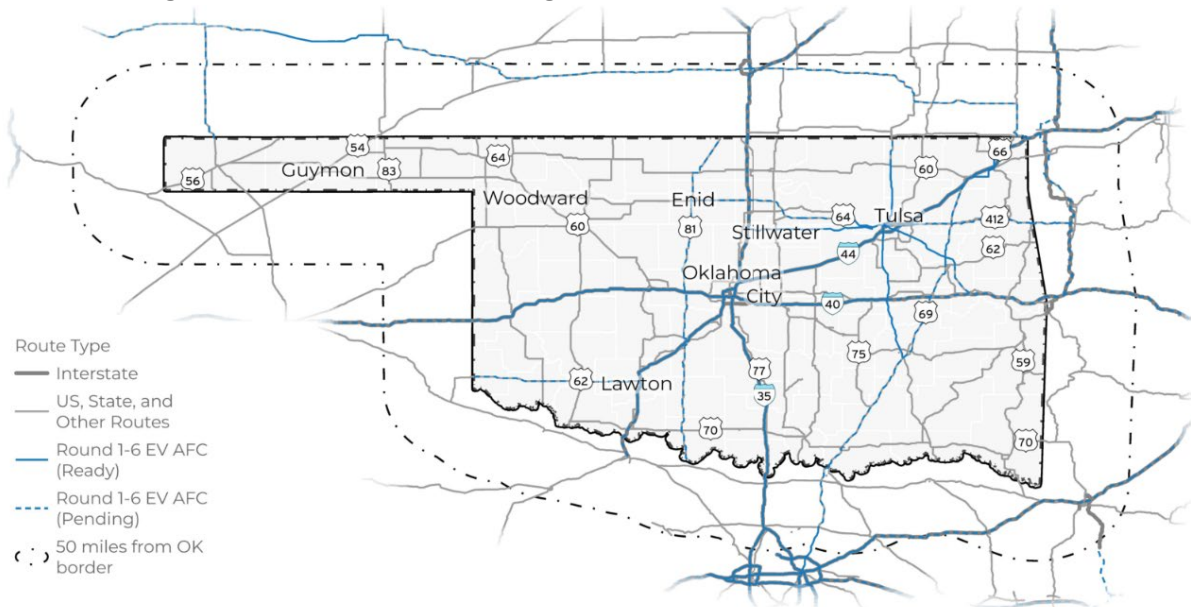 54
64
66
83
60
56
Guymon
Woodward
Enid
64
Tulsa
412
60
81
Stillwater
62
44
Oklahoma
City
40
69
75
59
62
Lawton
77
35
70
70
Route Type
Interstate
US, State, and
Other Routes
Round 1-6 EV AFC
(Ready)
Round 1-6 EV AFC
(Pending)
50 miles from OK
border